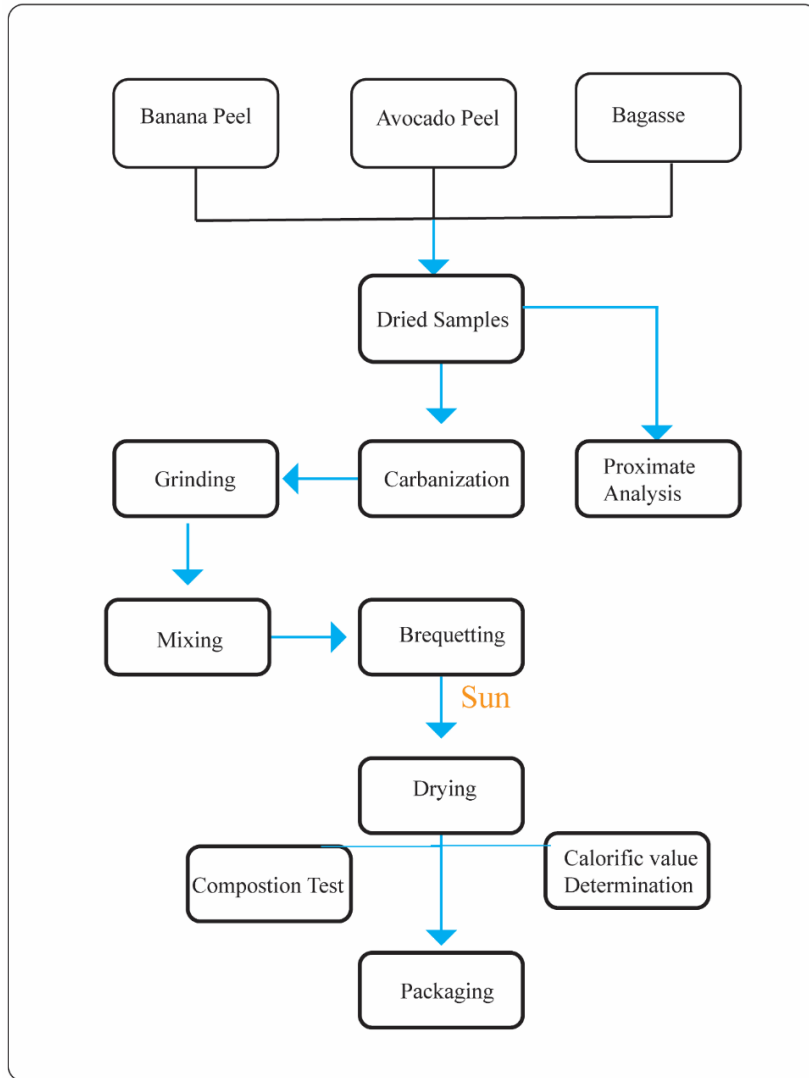 Banana Peel
Avocado Peel
Bagasse
Dried Samples
Grinding
Carbanization
Proximate
Analysis
Mixing
Brequetting
Sun
Drying
Compostion Test
Calorific value
Determination
Packaging